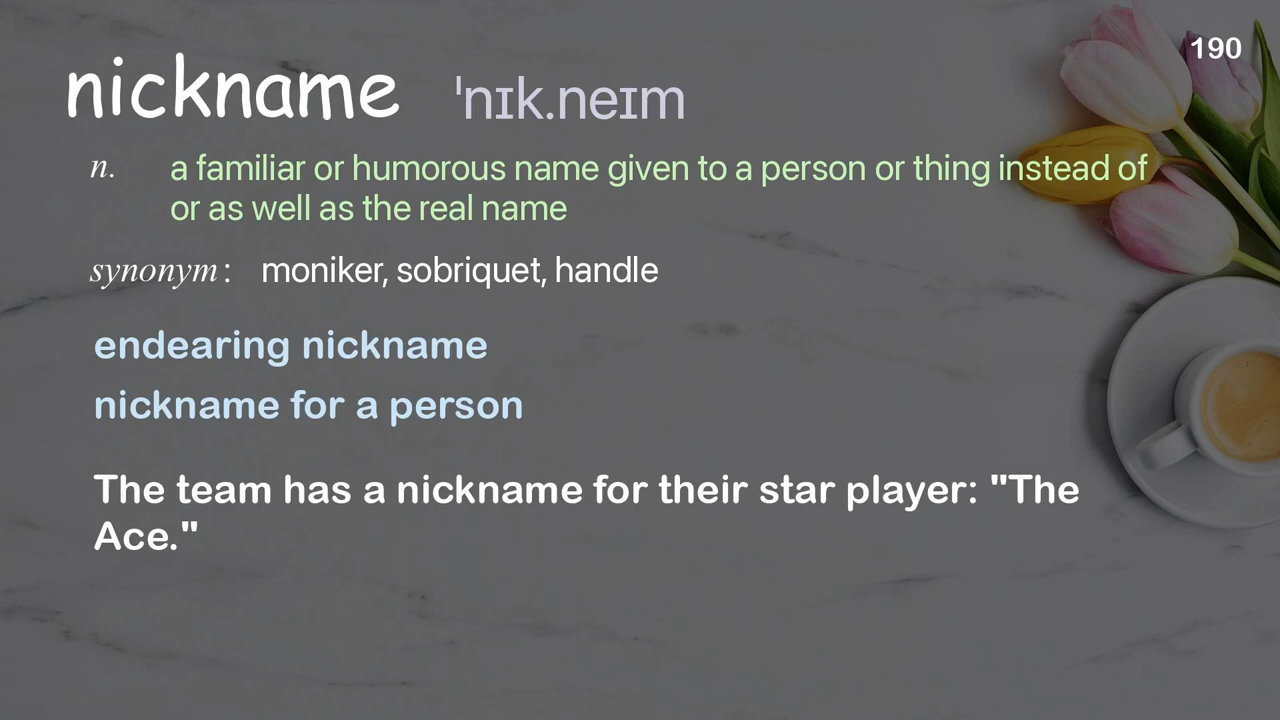 190
nickname ˈnɪk.neɪm
n. a familiar or humorous name given to a person or thing instead of
or as well as the real name
synonym: moniker, sobriquet, handle
endearing nickname
nickname for a person
The team has a nickname for their star player: "The
Ace."